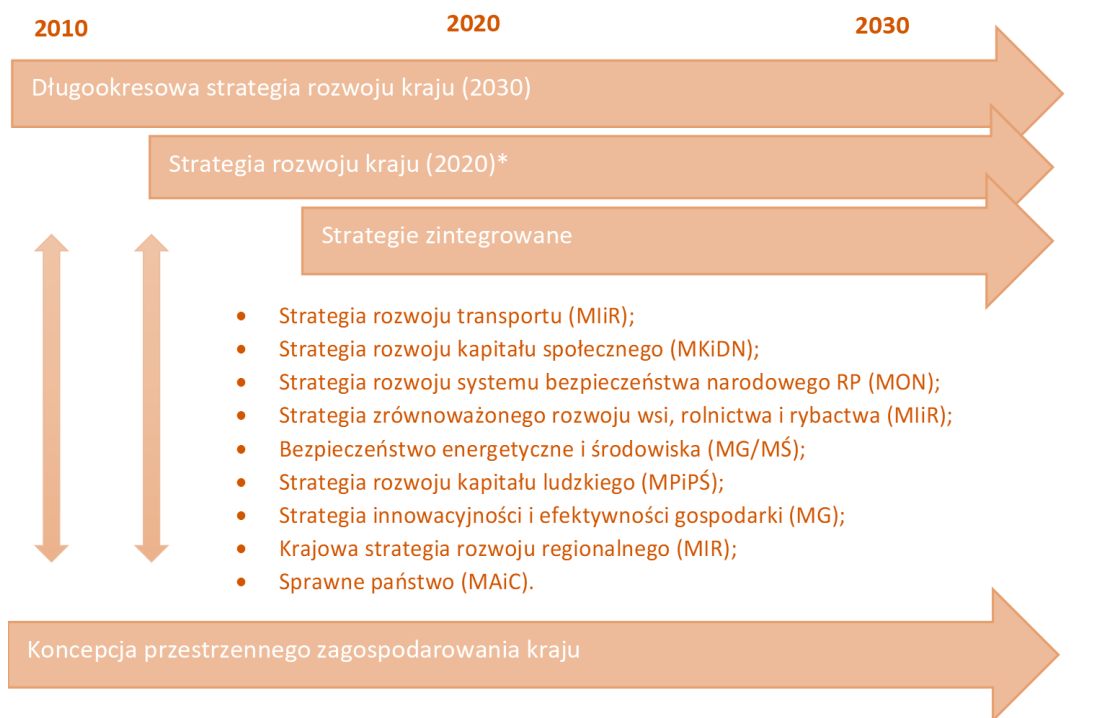 2010 2020 2030
Długookresowa strategia rozwoju kraju (2030)
Strategia rozwoju kraju (2020)*
Strategie zintegrowane
• Strategia rozwoju transportu (MIiR);
• Strategia rozwoju kapitału społecznego (MKiDN);
• Strategia rozwoju systemu bezpieczeństwa narodowego RP (MON);
• Strategia zrównoważonego rozwoju wsi, rolnictwa i rybactwa (MIiR);
• Bezpieczeństwo energetyczne i środowiska (MG/MŚ);
• Strategia rozwoju kapitału ludzkiego (MPiPŚ);
• Strategia innowacyjności i efektywności gospodarki (MG);
• Krajowa strategia rozwoju regionalnego (MIR);
• Sprawne państwo (MAiC).
Koncepcja przestrzennego zagospodarowania kraju